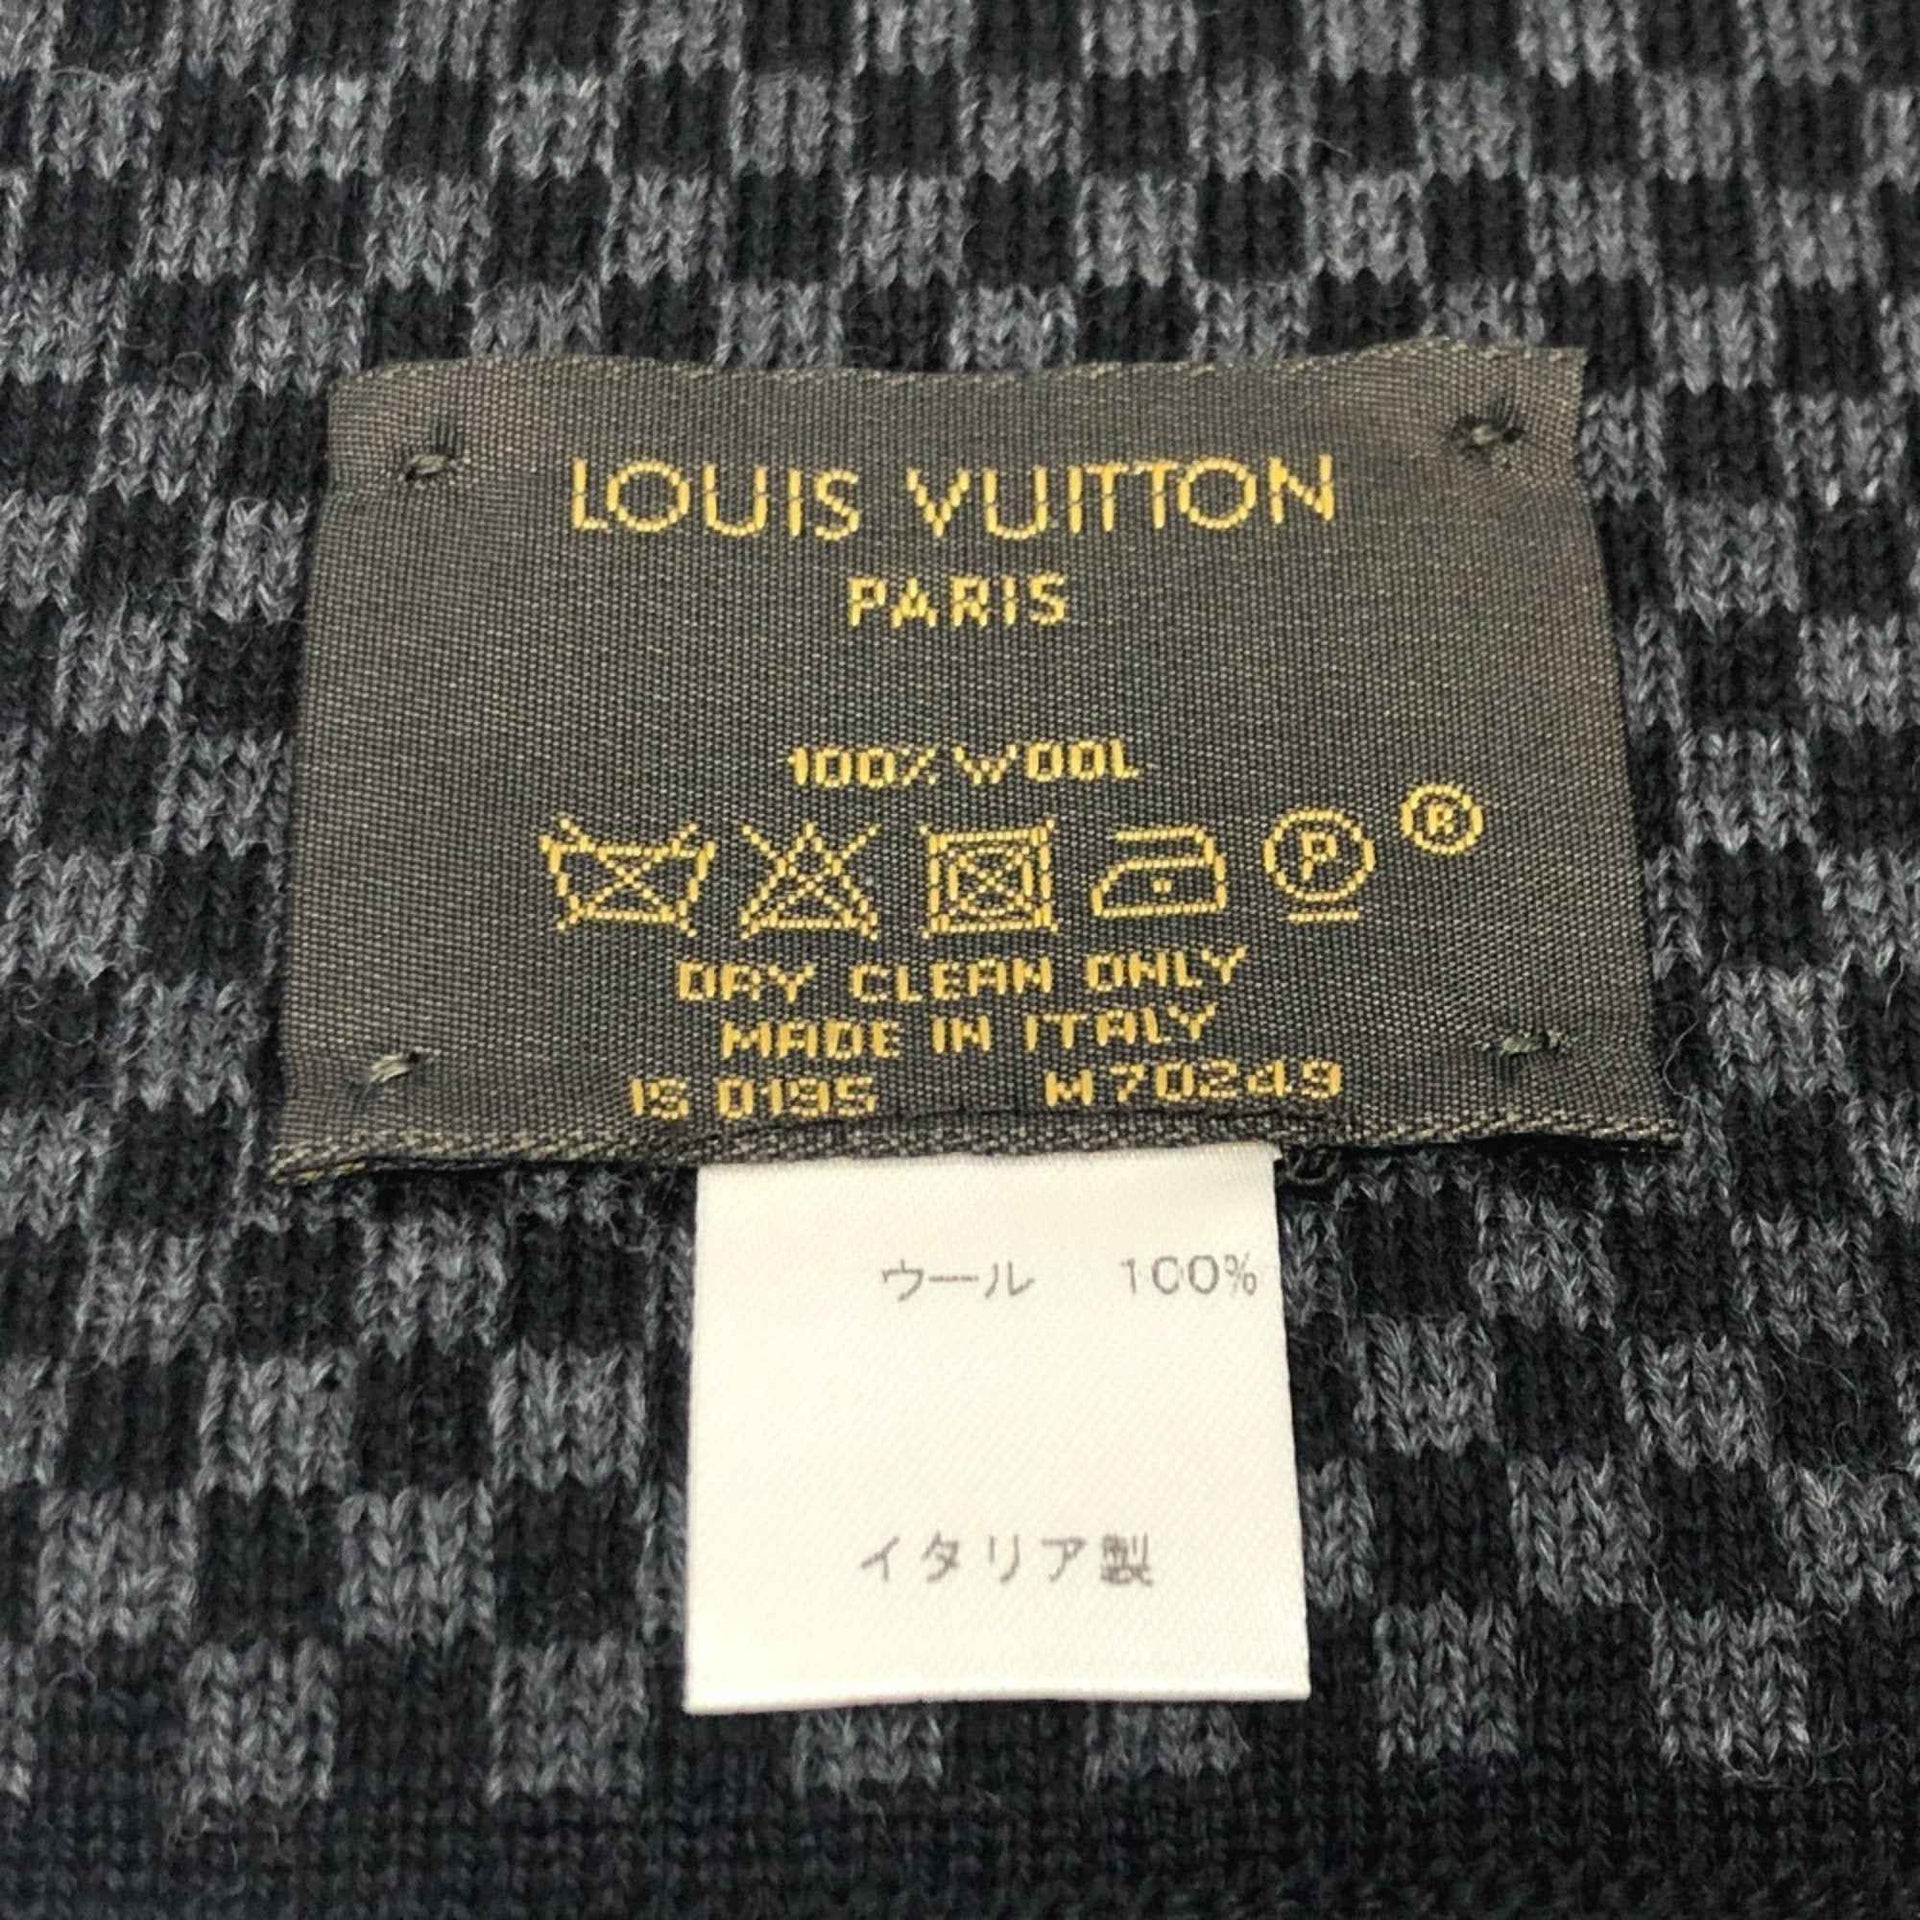 LOUIS VUITTON
PARIS
100% WOOL
P ®
DRY CLEAN ONLY
MADE IN ITALY
IS 0195 M70249
ウール 100%
イタリア製